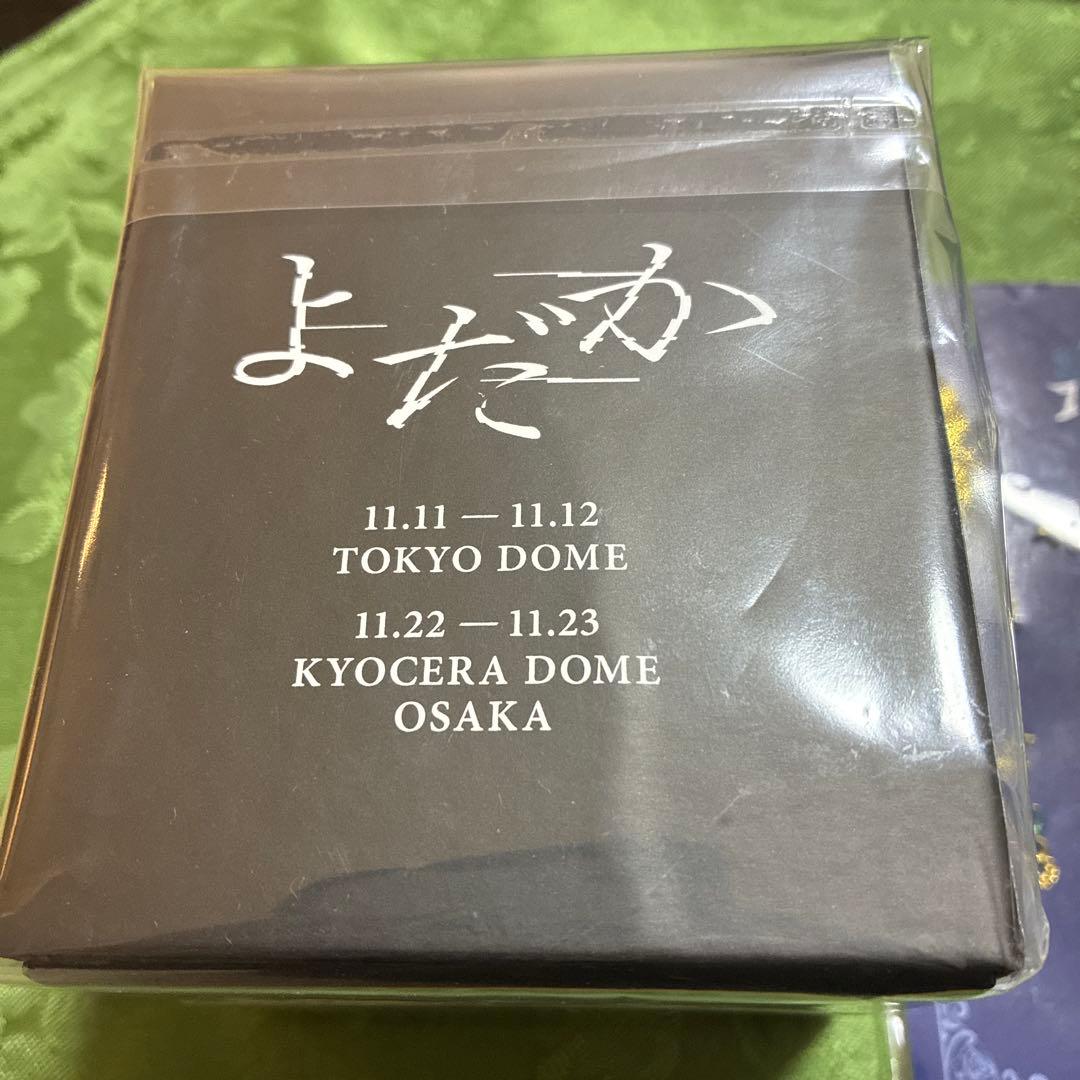 よだか
11.11 — 11.12
TOKYO DOME
11.22 — 11.23
KYOCERA DOME
OSAKA